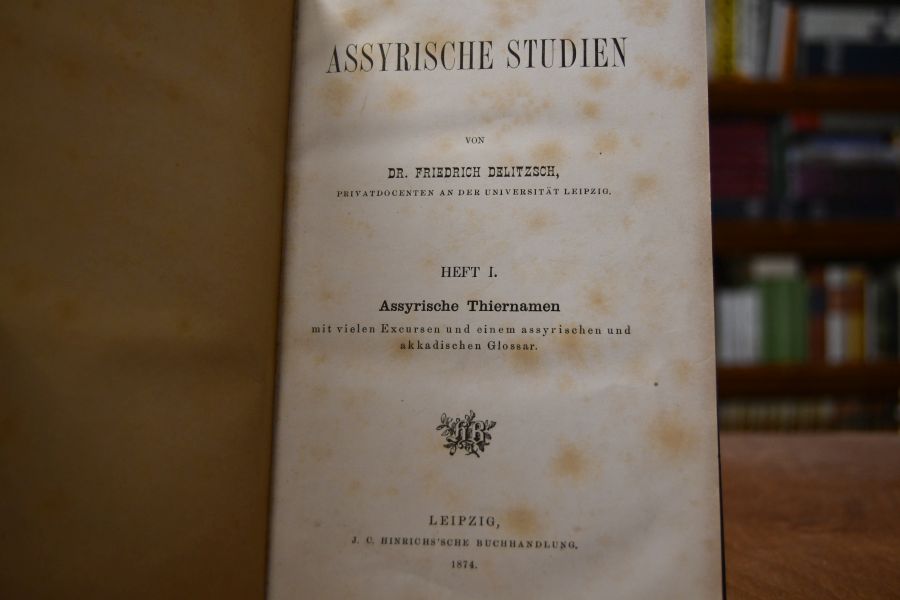 ASSYRISCHE STUDIEN
VON
DR. FRIEDRICH DELITZSCH,
PRIVATDOCENTEN AN DER UNIVERSITÄT LEIPZIG.
HEFT I.
Assyrische Thiernamen
mit vielen Excursen und einem assyrischen und
akkadischen Glossar.
LEIPZIG,
J. C. HINRICHS'SCHE BUCHHANDLUNG.
1874.